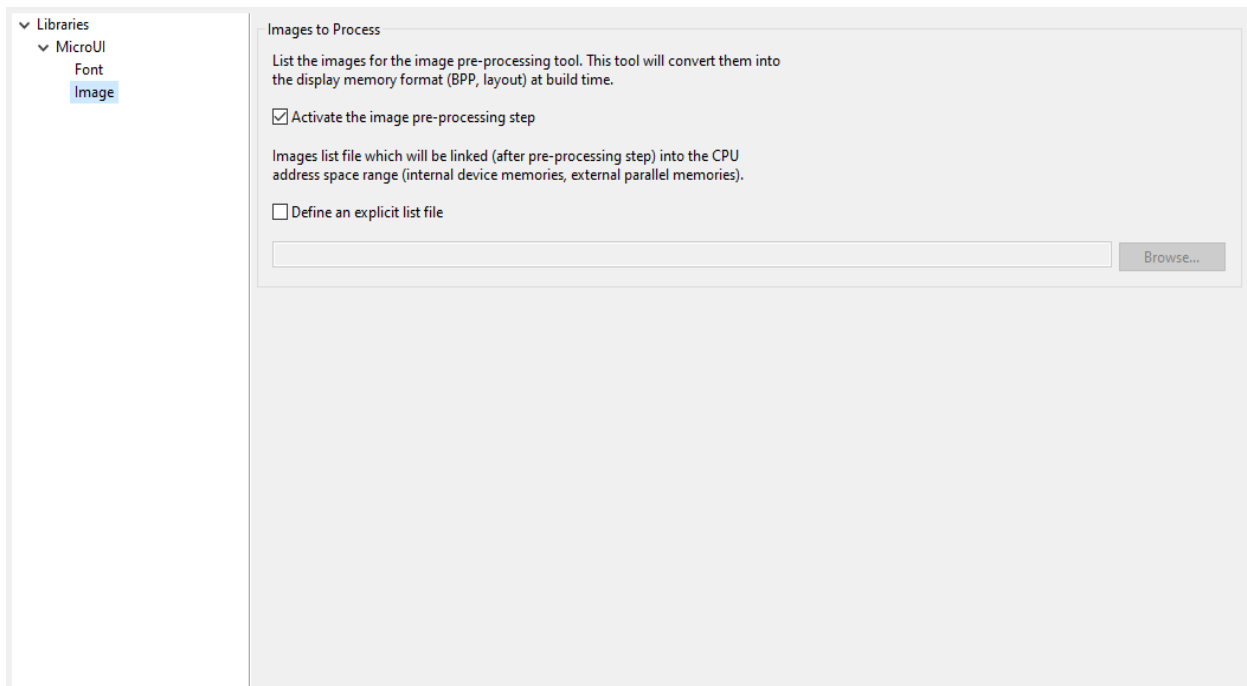 Libraries
MicroUI
Font
Image
Images to Process
List the images for the image pre-processing tool. This tool will convert them into
the display memory format (BPP, layout) at build time.
Activate the image pre-processing step
Images list file which will be linked (after pre-processing step) into the CPU
address space range (internal device memories, external parallel memories).
Define an explicit list file
Browse...